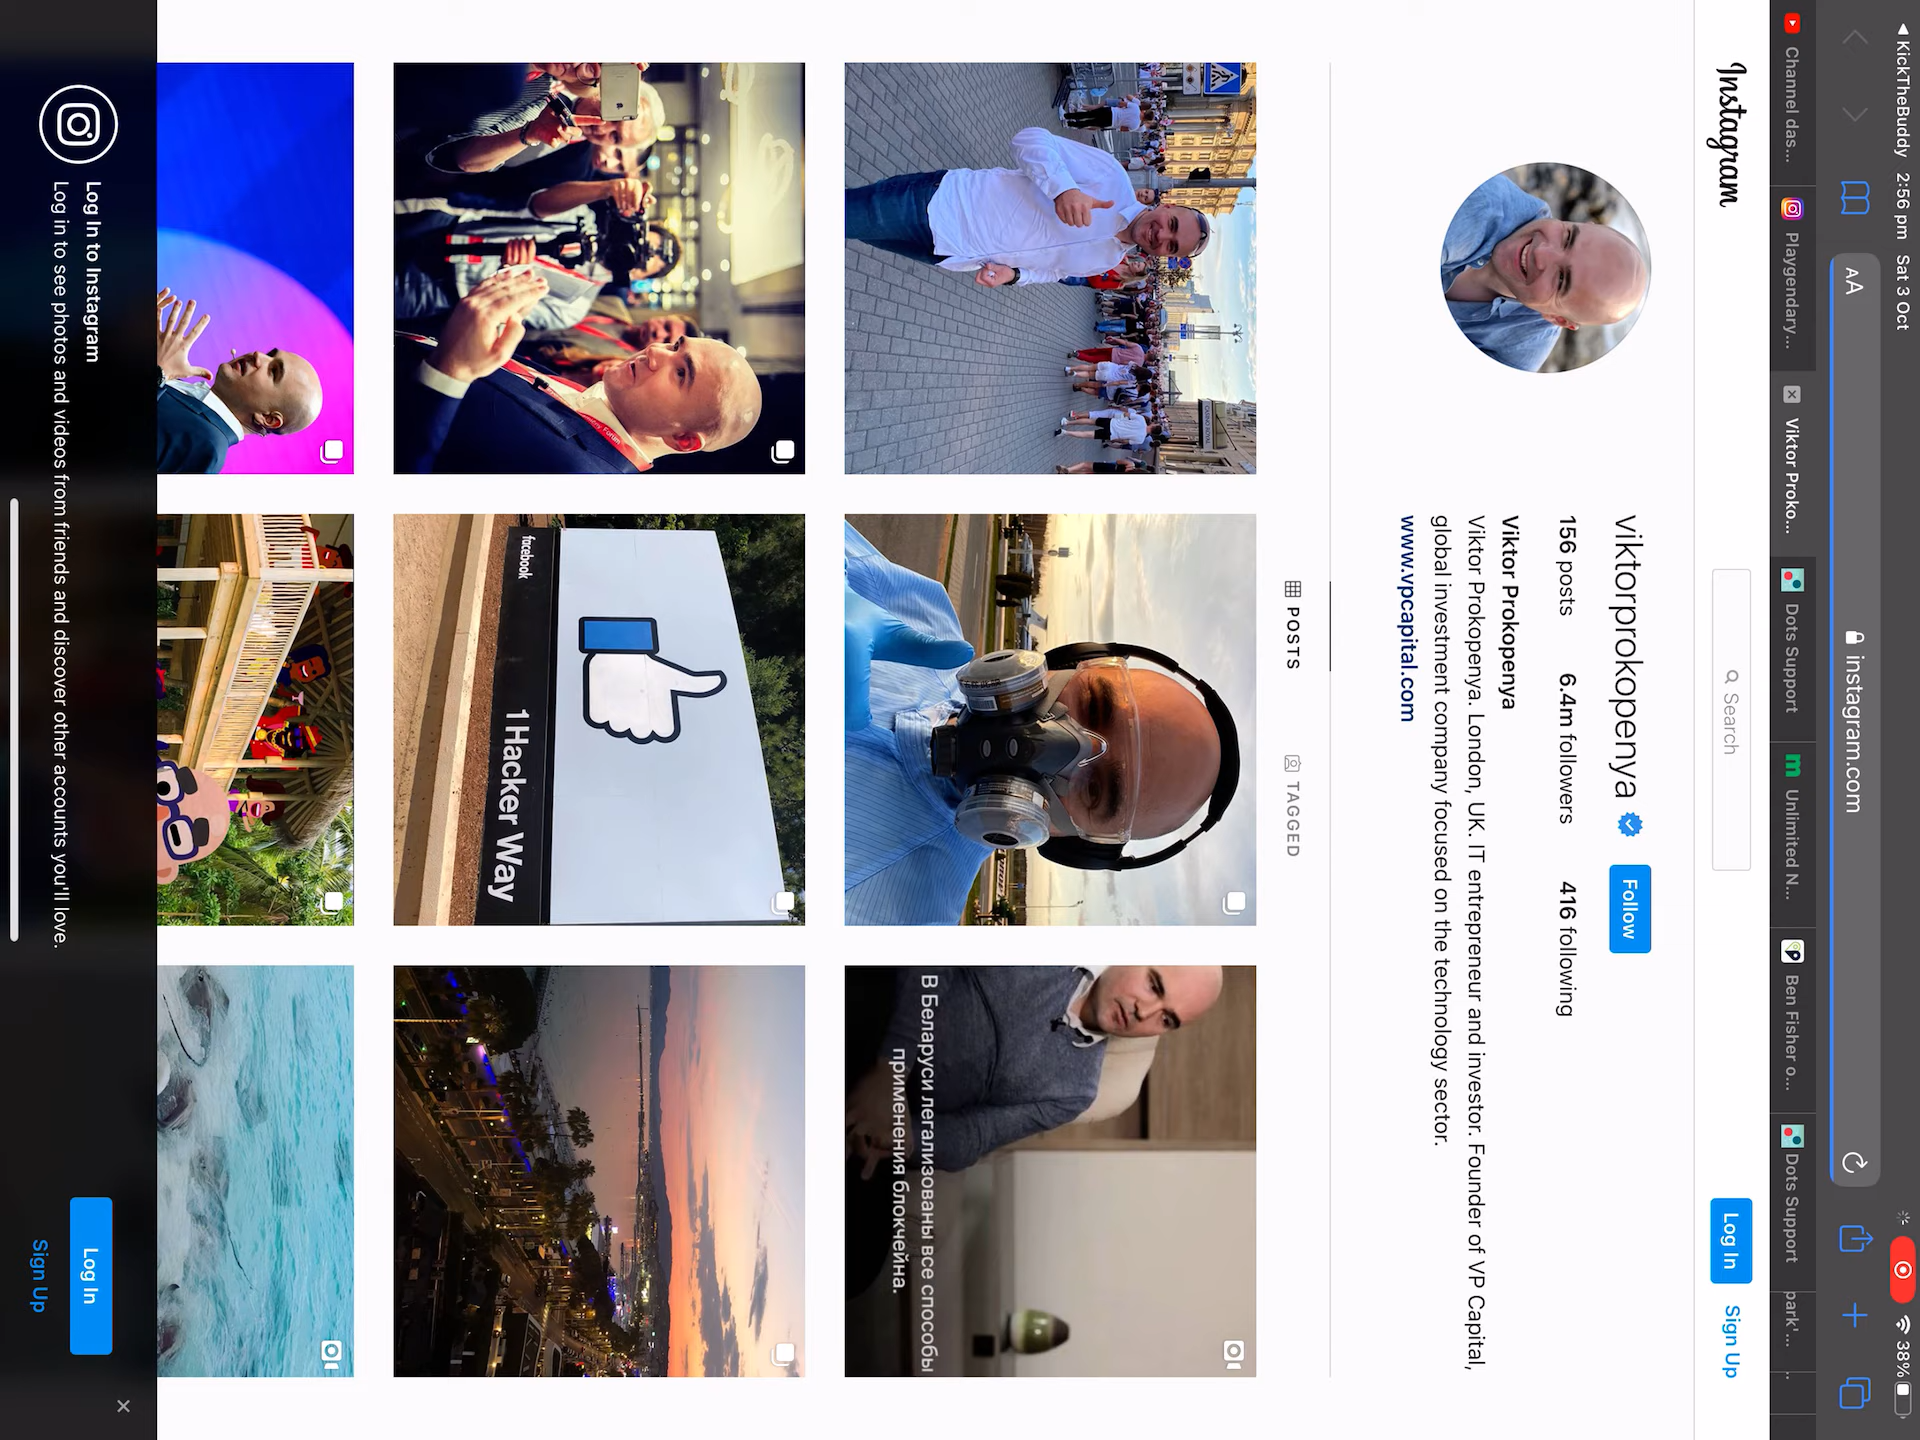 KickTheBuddy 2:56 pm Sat 3 Oct
38%
AA
instagram.com
Channel das...
Playgendary...
Viktor Proko...
Dots Support
Unlimited N...
Ben Fisher o...
Dots Support
park'...
Instagram
Search
Log In
Sign Up
viktorprokopenya
Follow
156 posts
6.4m followers
416 following
Viktor Prokopenya
Viktor Prokopenya. London, UK. IT entrepreneur and investor. Founder of VP Capital,
global investment company focused on the technology sector.
www.vpcapital.com
POSTS
TAGGED
CASINO ROYAL
В Беларуси легализованы все способы
применения блокчейна.
1 Hacker Way
facebook
Log In to Instagram
Log in to see photos and videos from friends and discover other accounts you'll love.
Log In
Sign Up